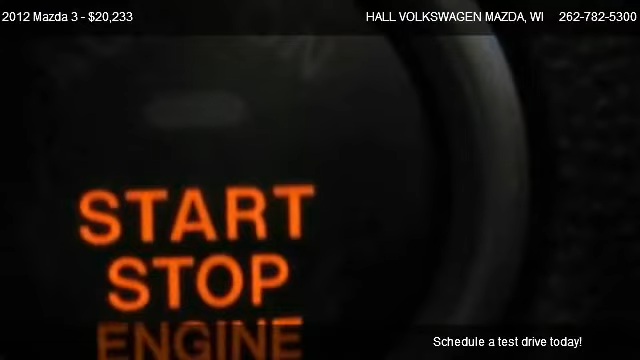 2012 Mazda 3 - $20,233 HALL VOLKSWAGEN MAZDA, WI 262-782-5300
START
STOP
ENGINE
Schedule a test drive today!